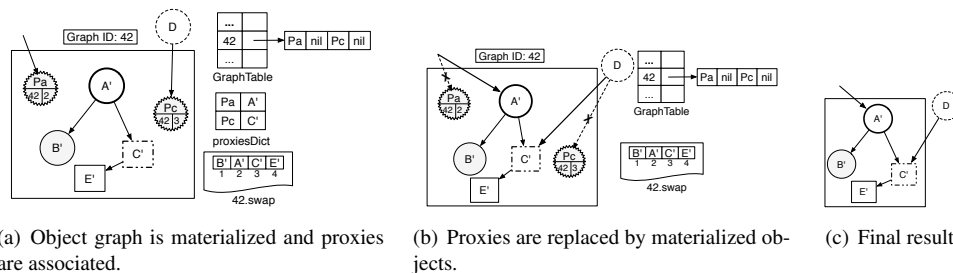 Graph ID: 42
D
...
42
...
GraphTable
Pa nil Pc nil
Pa
42 2
A'
Pc
42 3
B'
C'
E'
Pa A'
Pc C'
proxiesDict
B' A' C' E'
1 2 3 4
42.swap
(a) Object graph is materialized and proxies
are associated.
Graph ID: 42
D
...
42
...
GraphTable
Pa nil Pc nil
Pa
42 2
A'
B'
C'
Pc
42 3
E'
B' A' C' E'
1 2 3 4
42.swap
(b) Proxies are replaced by materialized ob-
jects.
D
A'
B'
C'
E'
(c) Final result